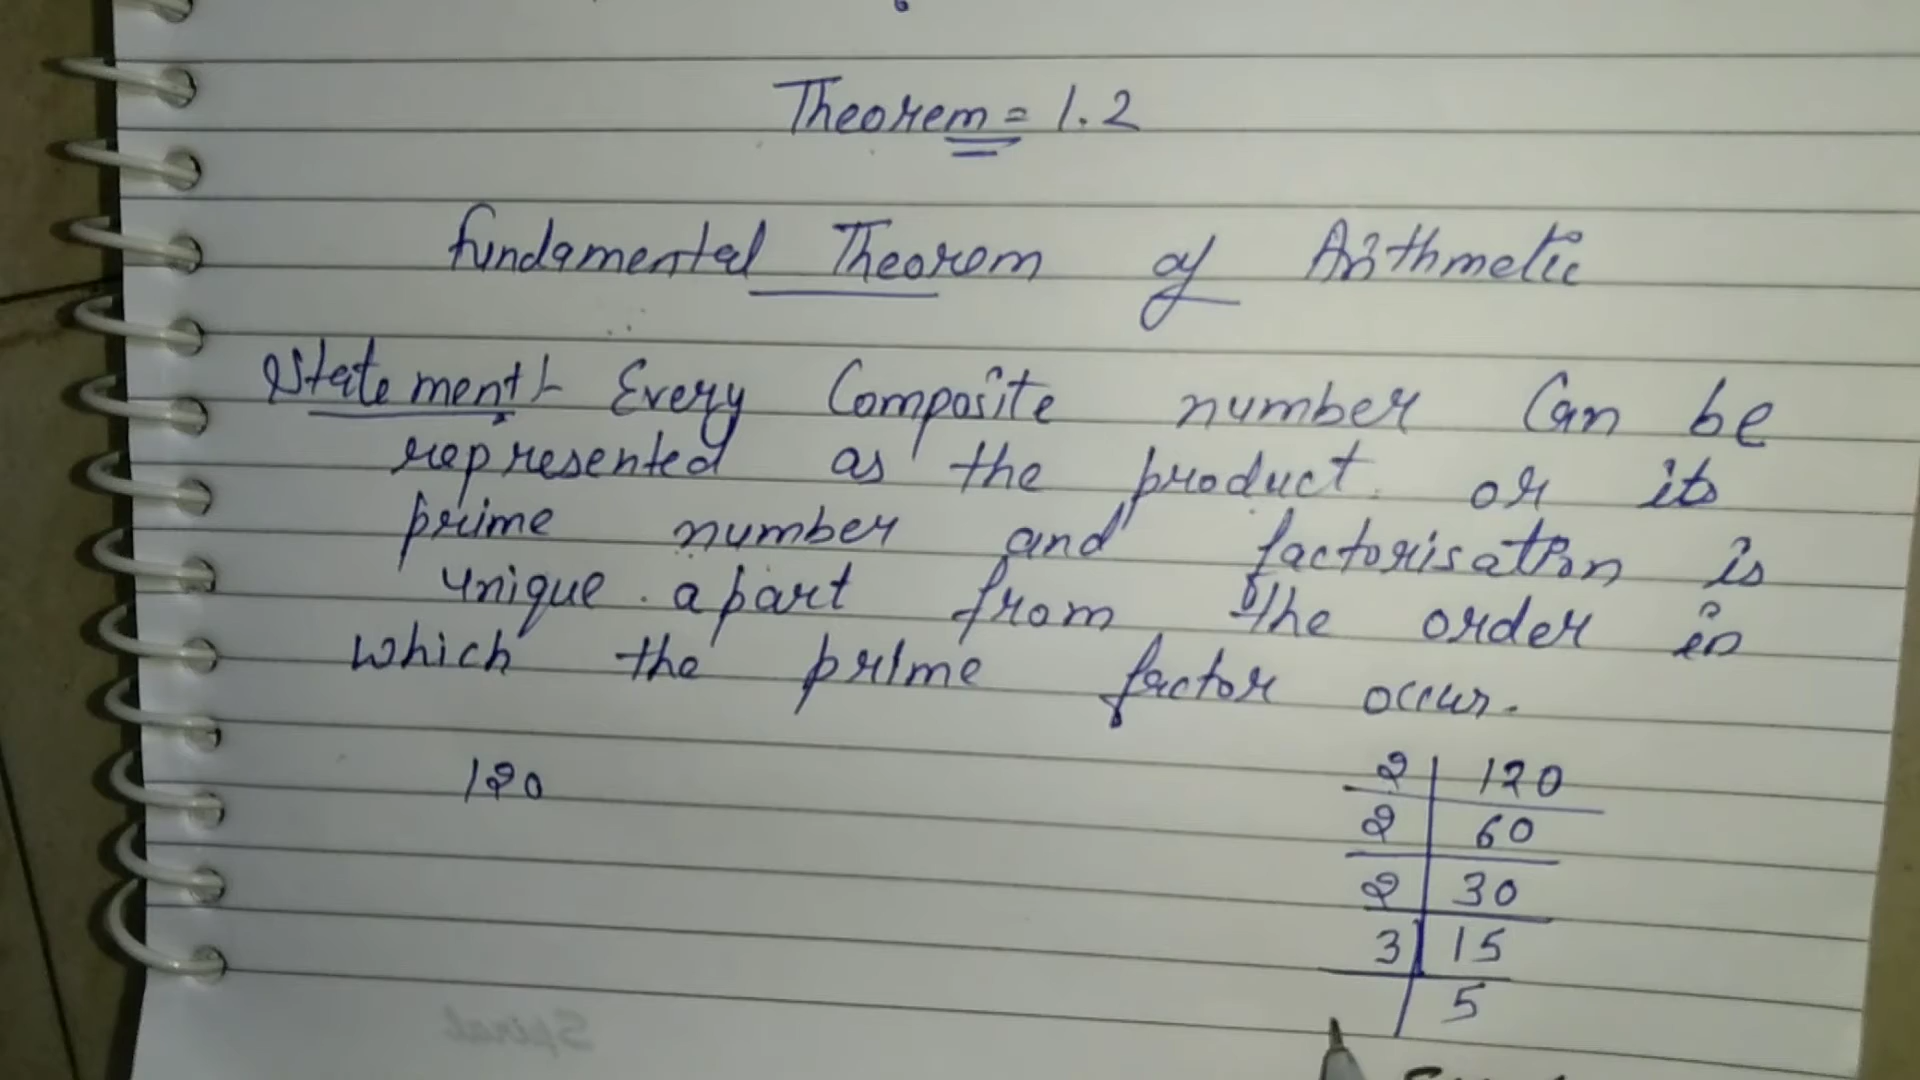 Theorem = 1.2
Fundamental Theorem of Arithmetic
Statement :- Every Composite number Can be
represented as the product or its
prime number and factorisation is
unique apart from the order in
which the prime factor occur.
120
2 | 120
2 | 60
2 | 30
3 | 15
5
Spiral